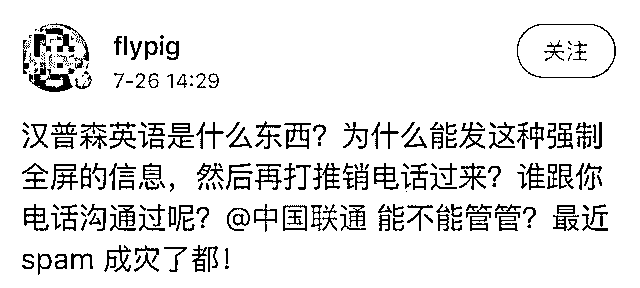 flypig
关注
7-26 14:29
汉普森英语是什么东西？为什么能发这种强制
全屏的信息，然后再打推销电话过来？谁跟你
电话沟通过呢？@中国联通 能不能管管？最近
spam 成灾了都！